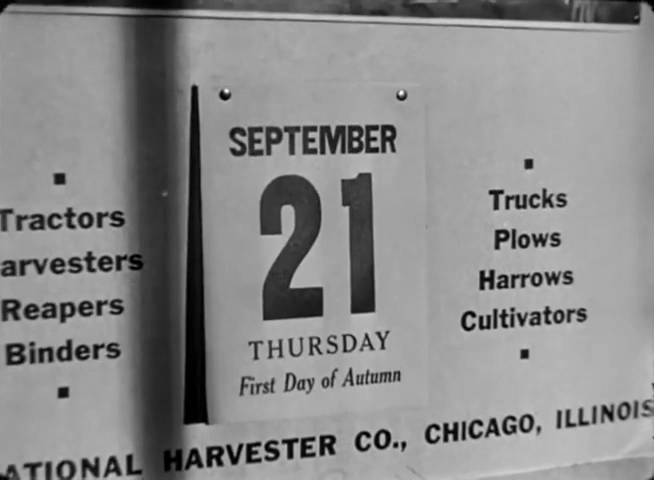 Tractors
arvesters
Reapers
Binders
SEPTEMBER
21
THURSDAY
First Day of Autumn
Trucks
Plows
Harrows
Cultivators
ATIONAL HARVESTER CO., CHICAGO, ILLINOIS